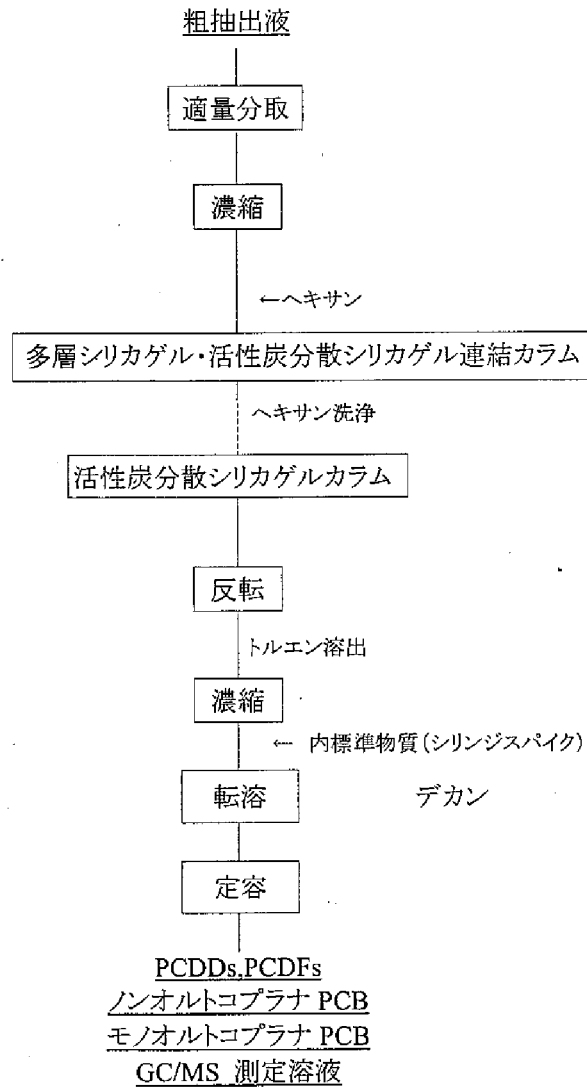 粗抽出液
適量分取
濃縮
←ヘキサン
多層シリカゲル・活性炭分散シリカゲル連結カラム
ヘキサン洗浄
活性炭分散シリカゲルカラム
反転
トルエン溶出
濃縮
← 内標準物質(シリンジスパイク)
転溶 デカン
定容
PCDDs,PCDFs
ノンオルトコプラナ PCB
モノオルトコプラナ PCB
GC/MS 測定溶液